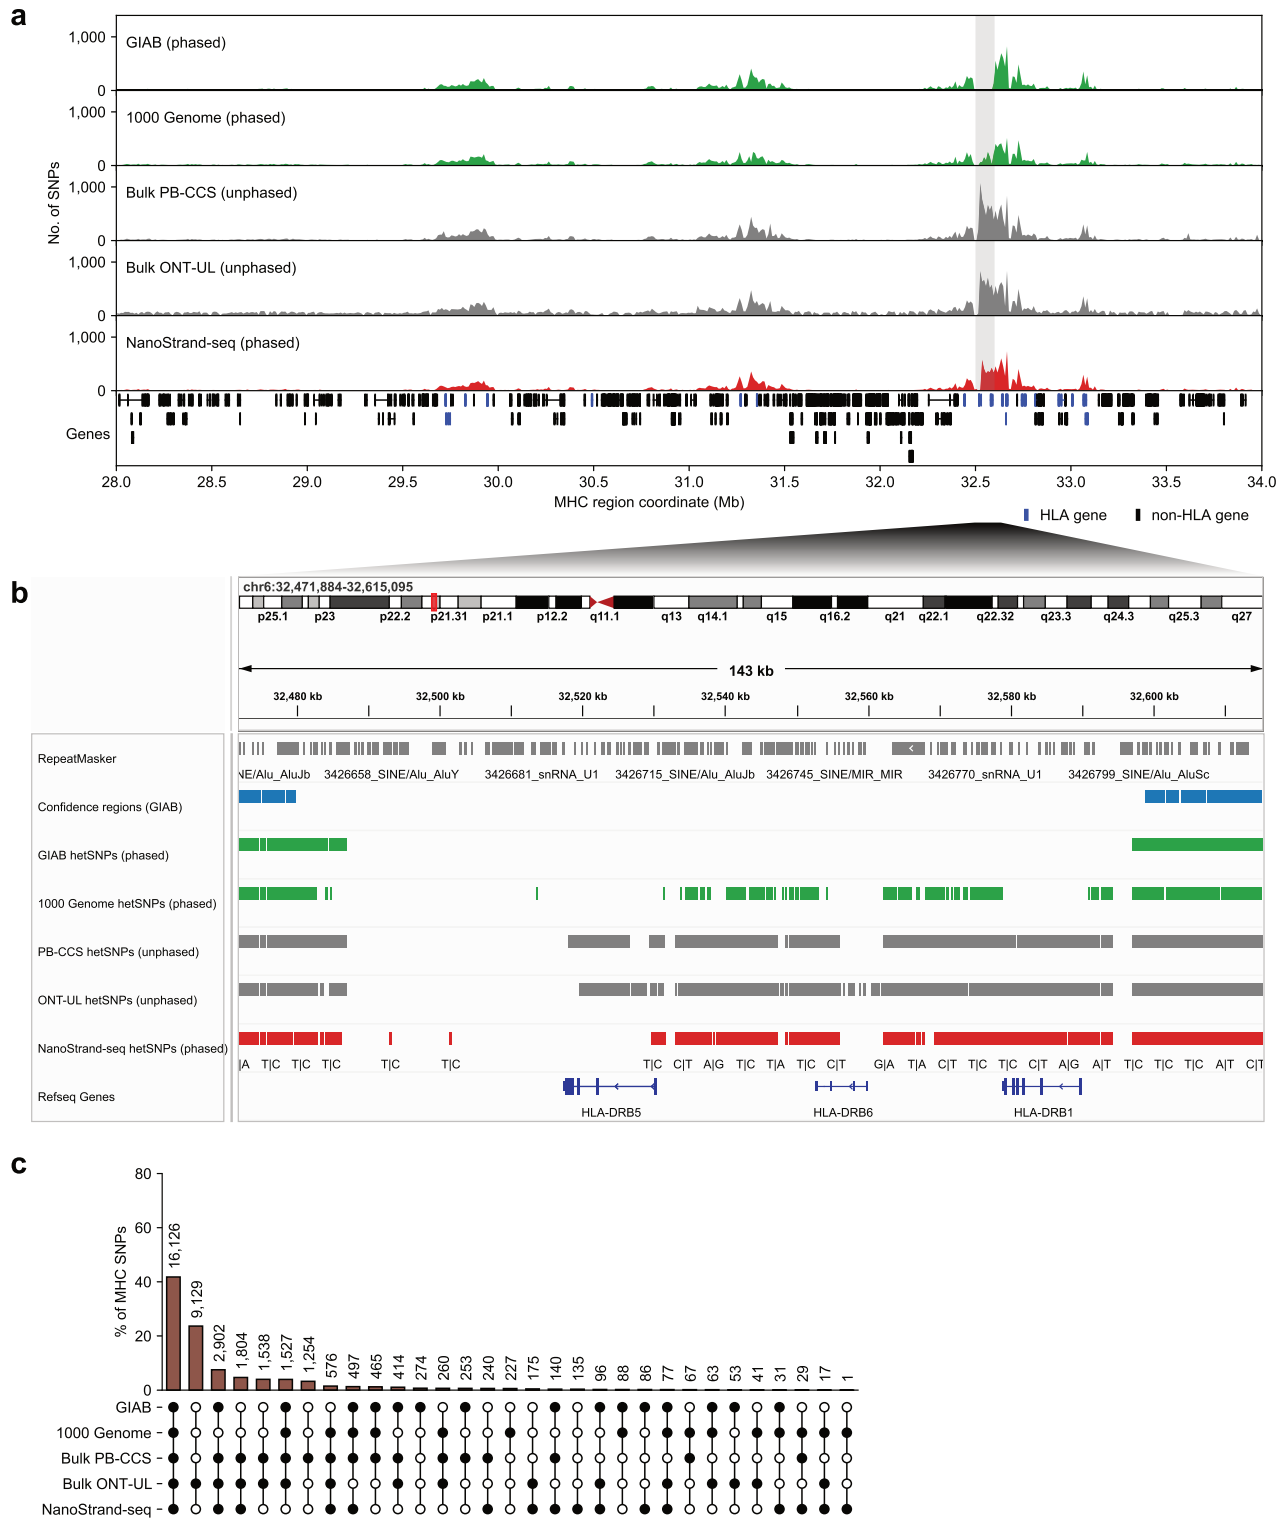 a
1,000
GIAB (phased)
0
1,000
1000 Genome (phased)
0
1,000
Bulk PB-CCS (unphased)
0
1,000
Bulk ONT-UL (unphased)
0
1,000
NanoStrand-seq (phased)
0
No. of SNPs
Genes
28.0 28.5 29.0 29.5 30.0 30.5 31.0 31.5 32.0 32.5 33.0 33.5 34.0
MHC region coordinate (Mb)
HLA gene non-HLA gene
b
chr6:32,471,884-32,615,095
p25.1 p23 p22.2 p21.31 p21.1 p12.2 q11.1 q13 q14.1 q15 q16.2 q21 q22.1 q22.32 q23.3 q24.3 q25.3 q27
143 kb
32,480 kb 32,500 kb 32,520 kb 32,540 kb 32,560 kb 32,580 kb 32,600 kb
RepeatMasker
NE/Alu_AluJb 3426658_SINE/Alu_AluY 3426681_snRNA_U1 3426715_SINE/Alu_AluJb 3426745_SINE/MIR_MIR 3426770_snRNA_U1 3426799_SINE/Alu_AluSc
Confidence regions (GIAB)
GIAB hetSNPs (phased)
1000 Genome hetSNPs (phased)
PB-CCS hetSNPs (unphased)
ONT-UL hetSNPs (unphased)
NanoStrand-seq hetSNPs (phased)
|A T|C T|C T|C T|C T|C T|C C|T A|G T|C T|A T|C C|T G|A T|A C|T T|C T|C C|T A|G A|T T|C T|C T|C A|T C|T
Refseq Genes
HLA-DRB5 HLA-DRB6 HLA-DRB1
c
80
60
40
20
0
% of MHC SNPs
16,126 9,129 2,902 1,804 1,538 1,527 1,254 576 497 465 414 274 260 253 240 227 175 140 135 96 88 86 77 67 63 53 41 31 29 17 1
GIAB
1000 Genome
Bulk PB-CCS
Bulk ONT-UL
NanoStrand-seq